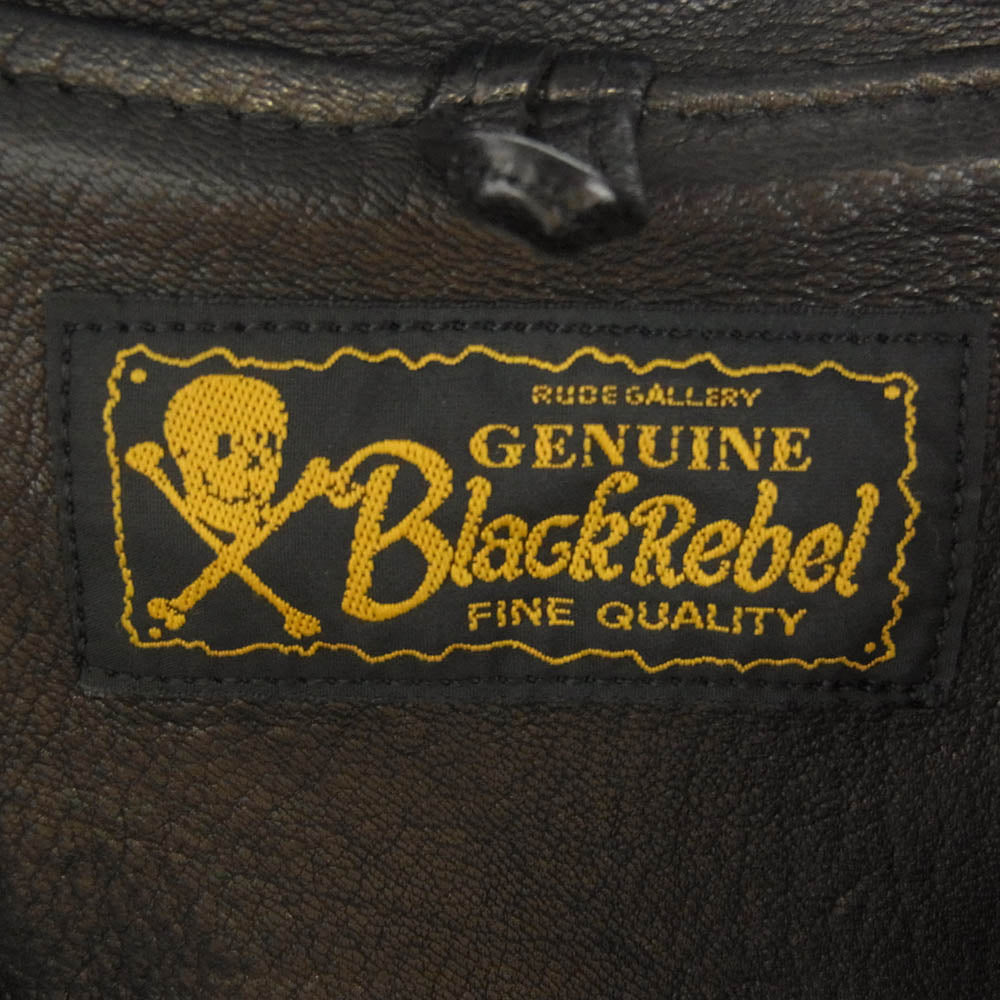 RUDE GALLERY
GENUINE
BlackRebel
FINE QUALITY